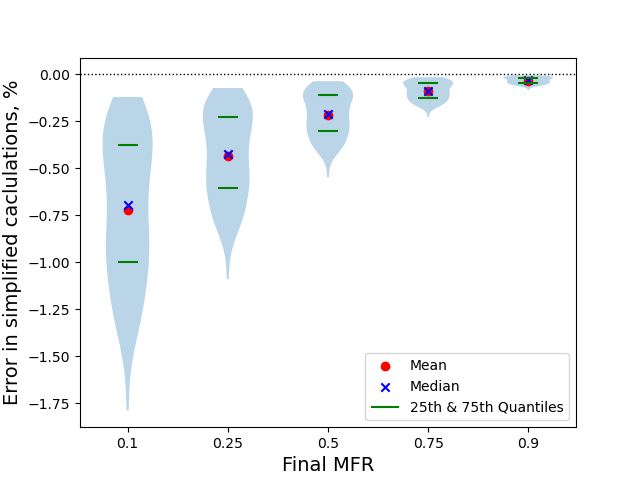 0.00
−0.25
−0.50
−0.75
−1.00
−1.25
−1.50
−1.75
Error in simplified caclulations, %
Mean
Median
25th & 75th Quantiles
0.1 0.25 0.5 0.75 0.9
Final MFR